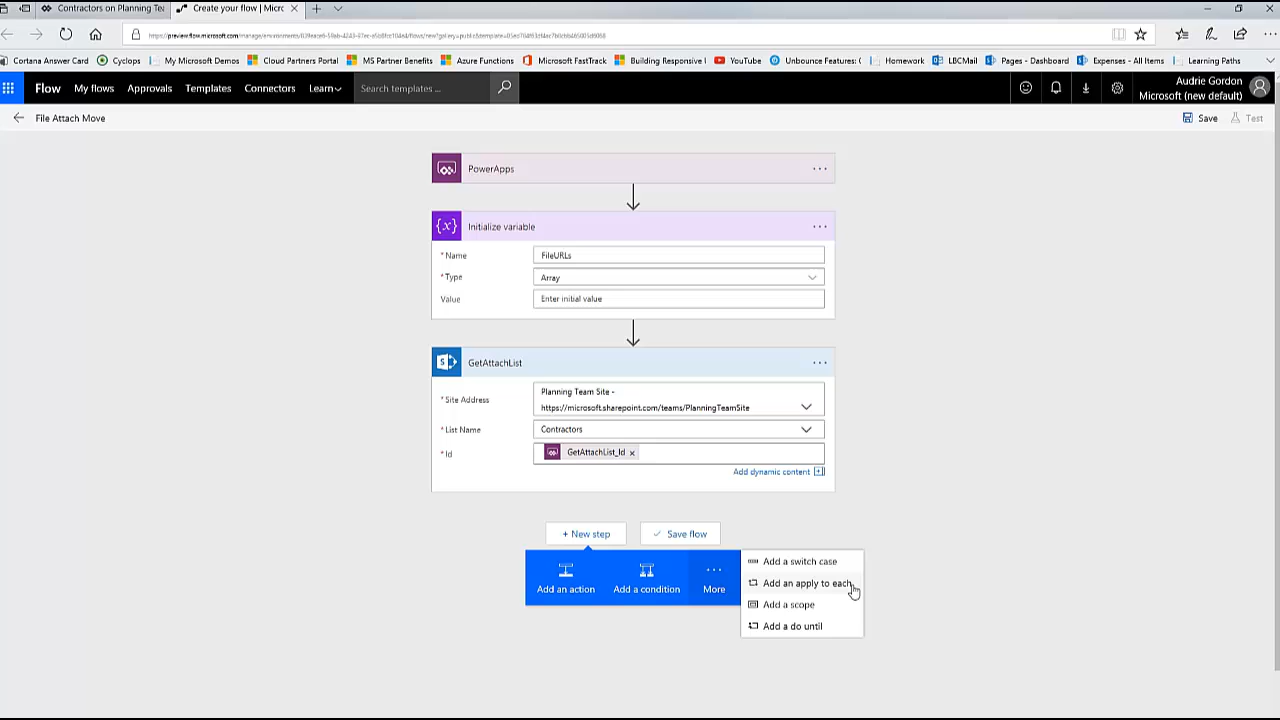 Contractors on Planning Te
Create your flow | Micr
Cortana Answer Card
Cyclops
My Microsoft Demos
Cloud Partners Portal
MS Partner Benefits
Azure Functions
Microsoft FastTrack
Building Responsive l
YouTube
Unbounce Features: (
Homework
LBCMail
Pages - Dashboard
Expenses - All Items
Learning Paths
Flow
My flows
Approvals
Templates
Connectors
Learn
Search templates ...
Audrie Gordon
Microsoft (new default)
File Attach Move
Save
Test
PowerApps
Initialize variable
* Name
FileURLs
* Type
Array
Value
Enter initial value
GetAttachList
* Site Address
Planning Team Site -
https://microsoft.sharepoint.com/teams/PlanningTeamSite
* List Name
Contractors
* Id
GetAttachList_Id x
Add dynamic content
+ New step
Save flow
Add an action
Add a condition
More
Add a switch case
Add an apply to each
Add a scope
Add a do until